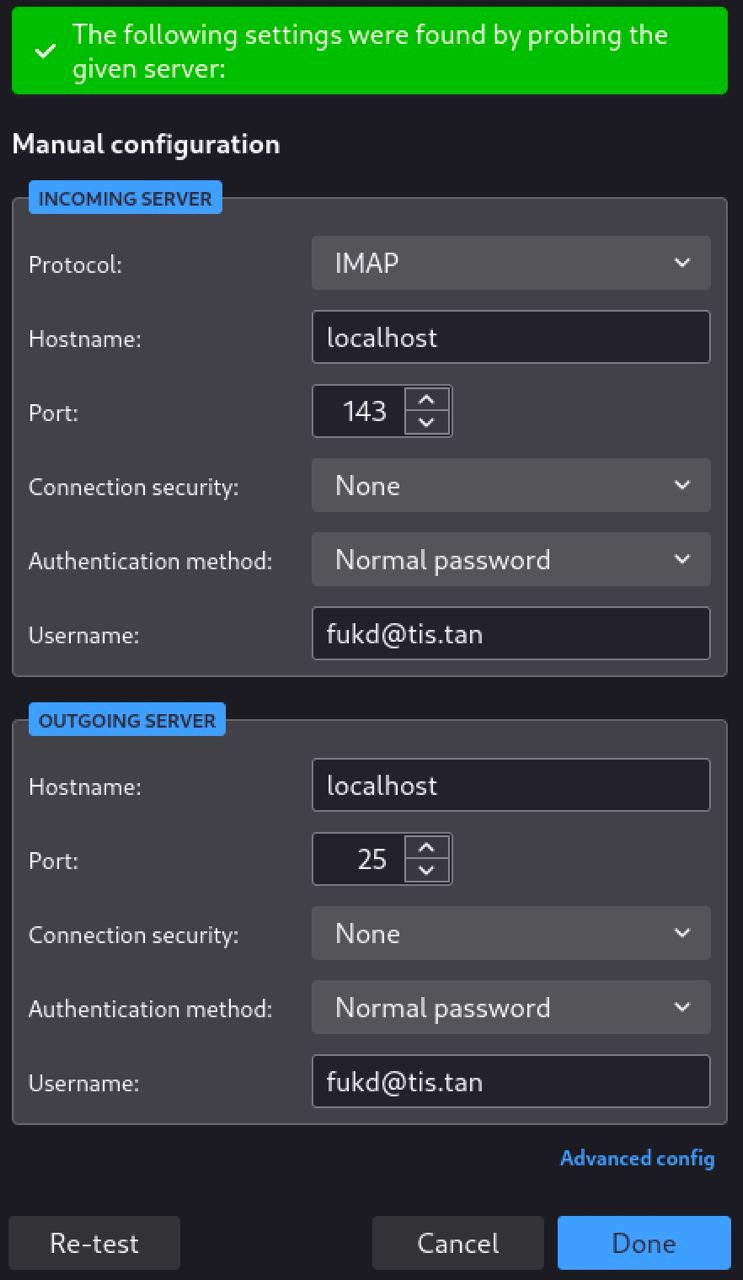 The following settings were found by probing the
given server:
Manual configuration
INCOMING SERVER
Protocol: IMAP
Hostname: localhost
Port: 143
Connection security: None
Authentication method: Normal password
Username: fukd@tis.tan
OUTGOING SERVER
Hostname: localhost
Port: 25
Connection security: None
Authentication method: Normal password
Username: fukd@tis.tan
Advanced config
Re-test Cancel Done